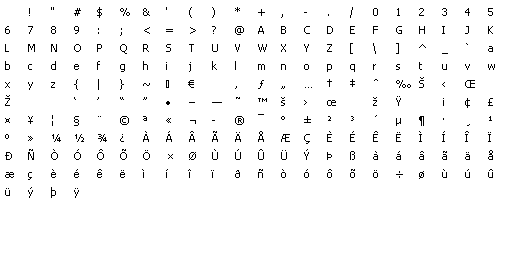 ! " # $ % & ' ( ) * + , - . / 0 1 2 3 4 5
6 7 8 9 : ; < = > ? @ A B C D E F G H I J K
L M N O P Q R S T U V W X Y Z [ \ ] ^ _ ` a
b c d e f g h i j k l m n o p q r s t u v w
x y z { | } ~ ▯ € ‚ ƒ „ … † ‡ ˆ ‰ Š ‹ Œ
Ž ‘ ’ “ ” • – — ˜ ™ š › œ ž Ÿ ¡ ¢ £
¤ ¥ ¦ § ¨ © ª « ¬ - ® ¯ ° ± ² ³ ´ µ ¶ · ¸ ¹
º » ¼ ½ ¾ ¿ À Á Â Ã Ä Å Æ Ç È É Ê Ë Ì Í Î Ï
Ð Ñ Ò Ó Ô Õ Ö × Ø Ù Ú Û Ü Ý Þ ß à á â ã ä å
æ ç è é ê ë ì í î ï ð ñ ò ó ô õ ö ÷ ø ù ú û
ü ý þ ÿ